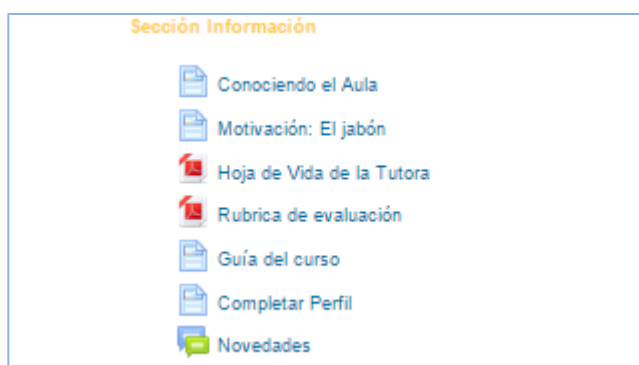 Sección Información
Conociendo el Aula
Motivación: El jabón
Hoja de Vida de la Tutora
Rubrica de evaluación
Guía del curso
Completar Perfil
Novedades